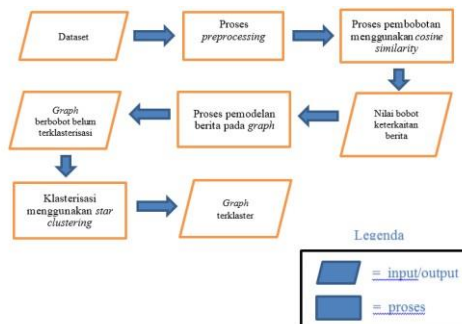 Dataset
Proses
preprocessing
Proses pembobotan
menggunakan cosine
similarity
Graph
berbobot belum
terklasterisasi
Proses pemodelan
berita pada graph
Nilai bobot
keterkaitan
berita
Klasterisasi
menggunakan star
clustering
Graph
terklaster
Legenda
= input/output
= proses